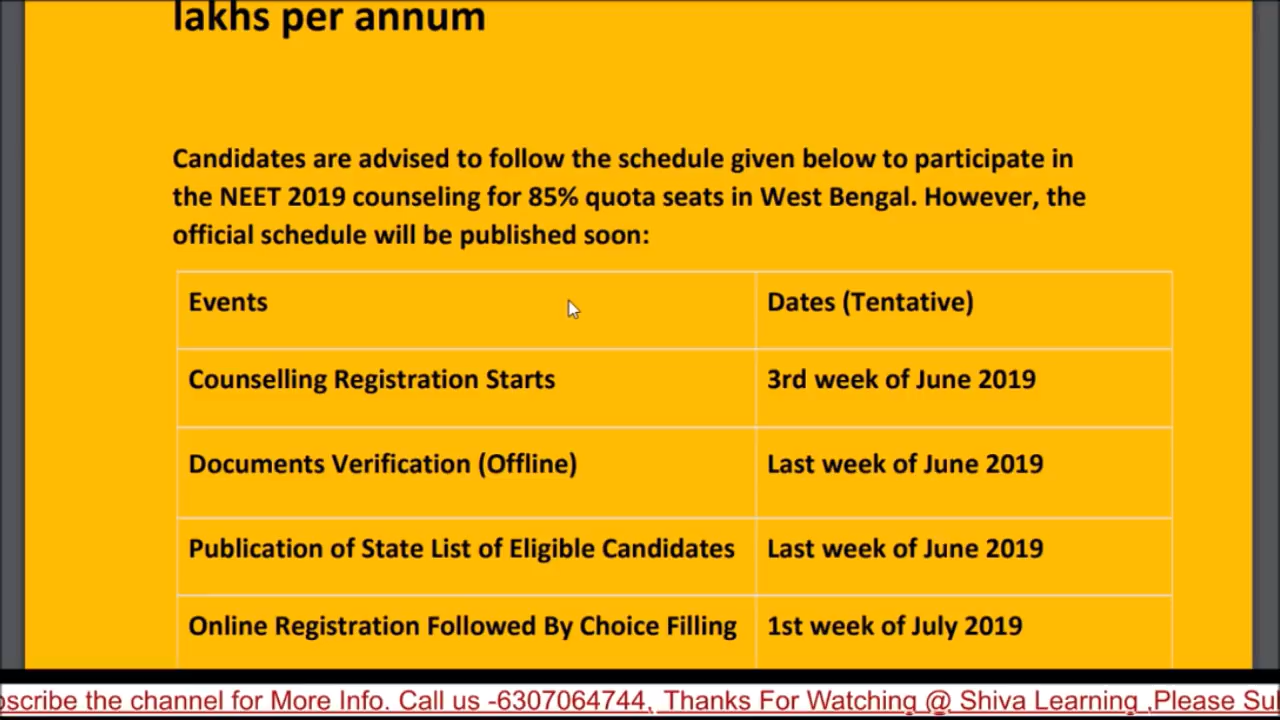 lakhs per annum
Candidates are advised to follow the schedule given below to participate in
the NEET 2019 counseling for 85% quota seats in West Bengal. However, the
official schedule will be published soon:
Events
Dates (Tentative)
Counselling Registration Starts
3rd week of June 2019
Documents Verification (Offline)
Last week of June 2019
Publication of State List of Eligible Candidates
Last week of June 2019
Online Registration Followed By Choice Filling
1st week of July 2019
bscribe the channel for More Info. Call us -6307064744, Thanks For Watching @ Shiva Learning ,Please Su